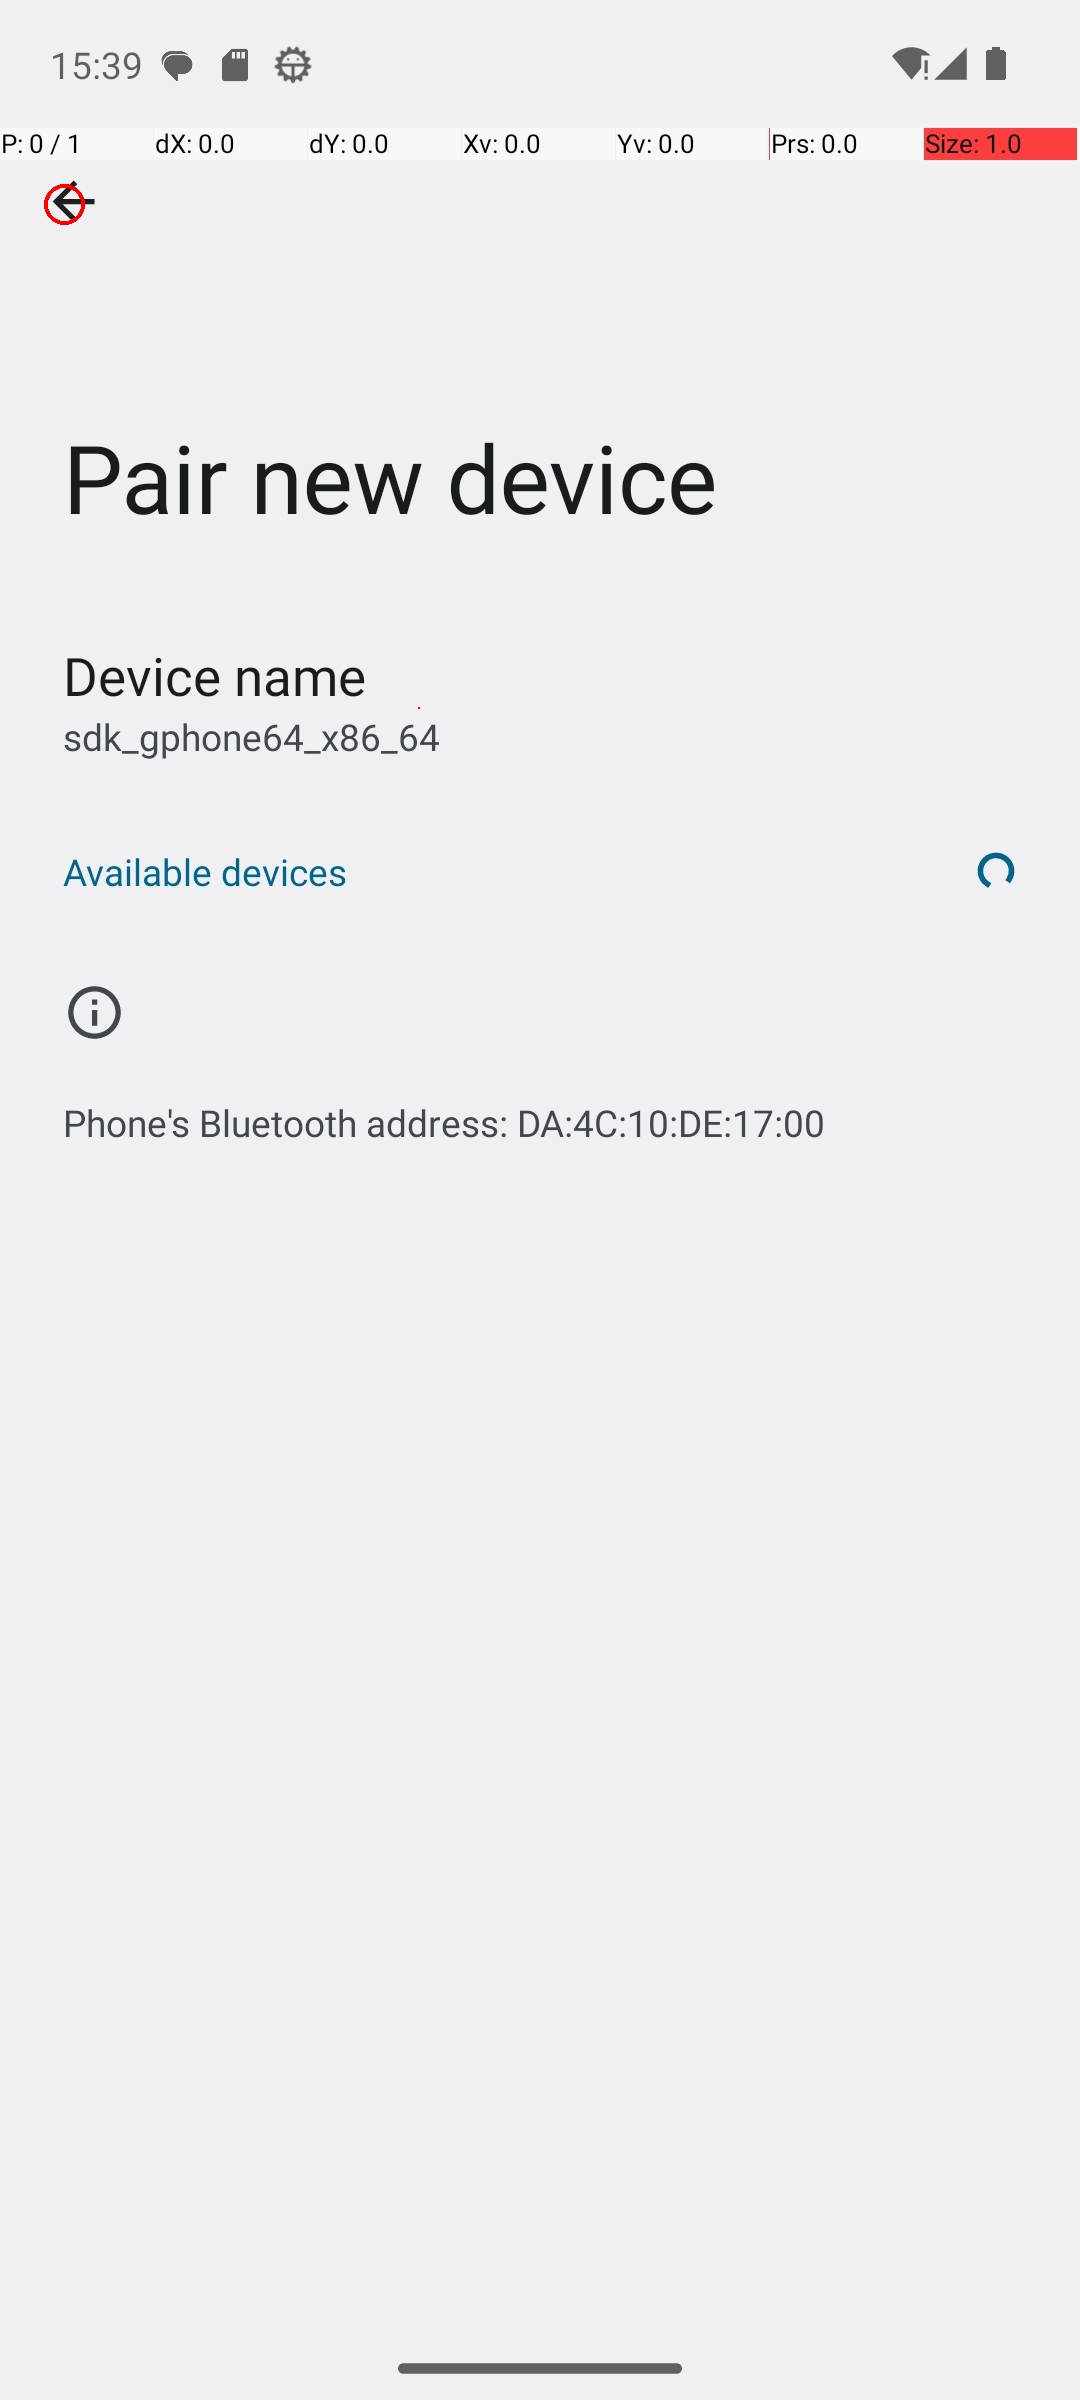 15:39
P: 0 / 1 dX: 0.0 dY: 0.0 Xv: 0.0 Yv: 0.0 Prs: 0.0 Size: 1.0
Pair new device
Device name
sdk_gphone64_x86_64
Available devices
Phone's Bluetooth address: DA:4C:10:DE:17:00